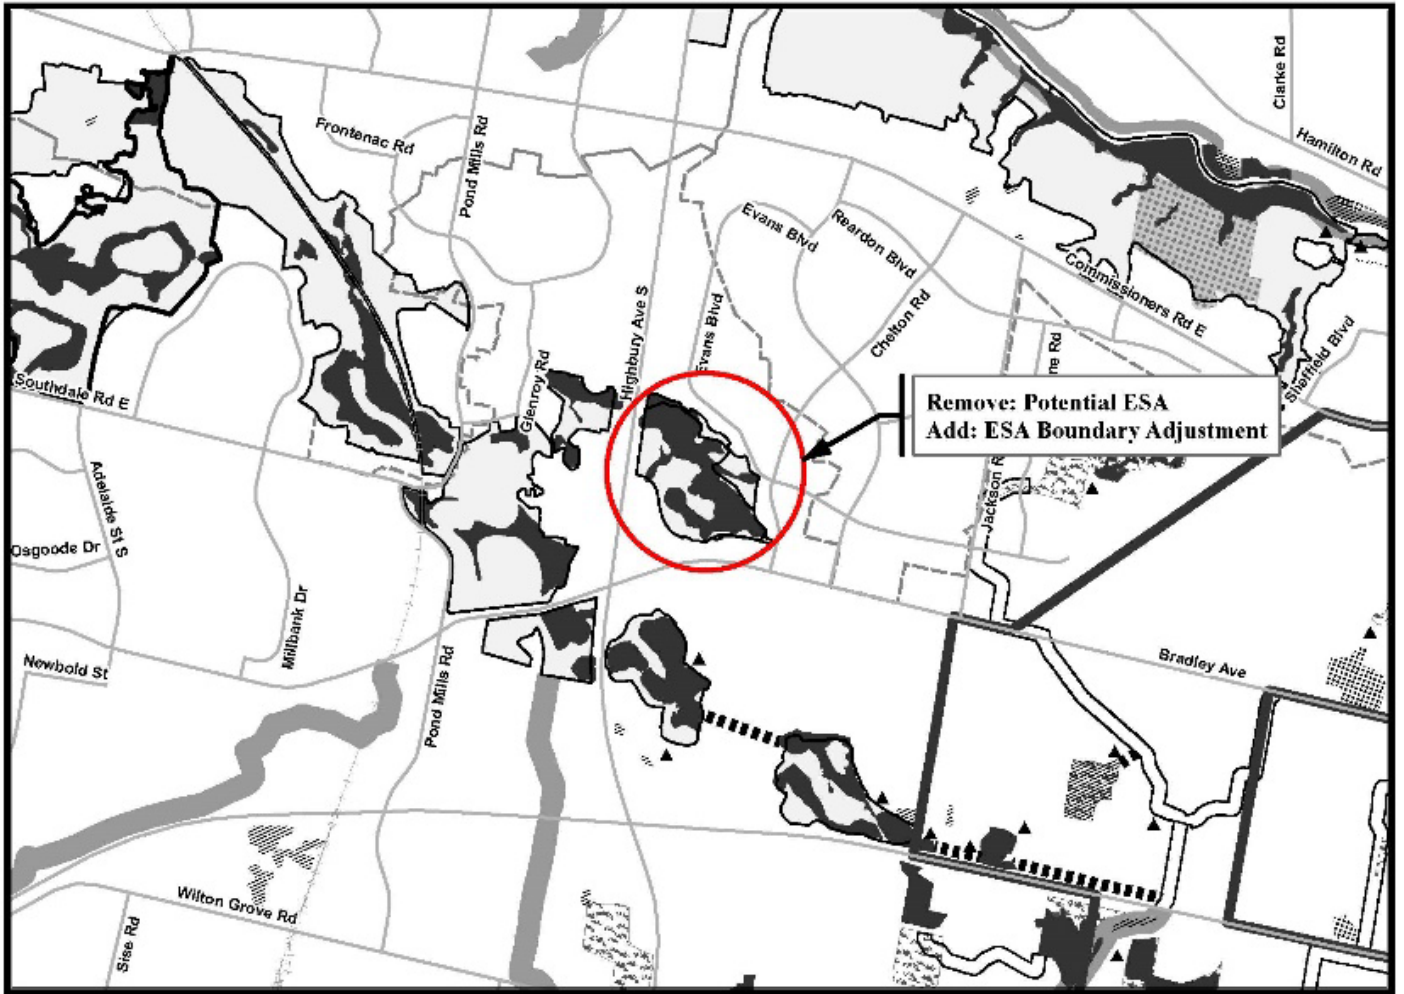 Clarke Rd
Hamilton Rd
Frontenac Rd
Pond Mills Rd
Evans Blvd
Reardon Blvd
Commissioners Rd E
Highbury Ave S
Evans Blvd
Chelton Rd
ne Rd
Sheffield Blvd
Glenroy Rd
Southdale Rd E
Remove: Potential ESA
Add: ESA Boundary Adjustment
Adelaide St S
Jackson R
Osgoode Dr
Millbank Dr
Newbold St
Pond Mills Rd
Bradley Ave
Wilton Grove Rd
Sise Rd